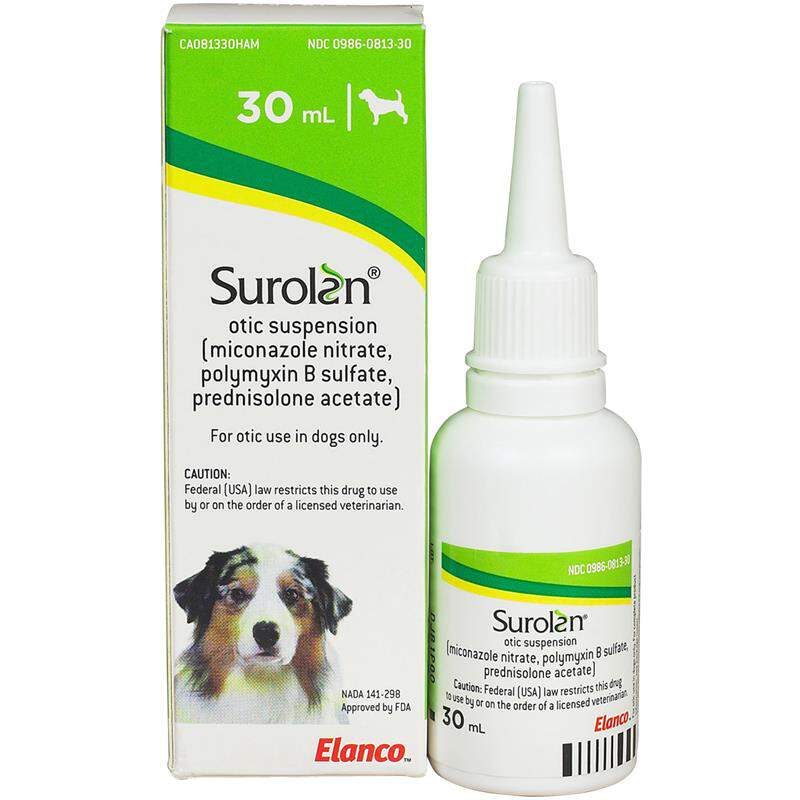 CA081330HAM
NDC 0986-0813-30
30 mL
Surolan®
otic suspension
(miconazole nitrate,
polymyxin B sulfate,
prednisolone acetate)
For otic use in dogs only.
CAUTION:
Federal (USA) law restricts this drug to use
by or on the order of a licensed veterinarian.
NADA 141-298
Approved by FDA
Elanco™
NDC 0986-0813-30
Surolan®
otic suspension
(miconazole nitrate, polymyxin B sulfate,
prednisolone acetate)
Caution: Federal (USA) law restricts this drug
to use by or on the order of a licensed veterinarian.
30 mL
Elanco